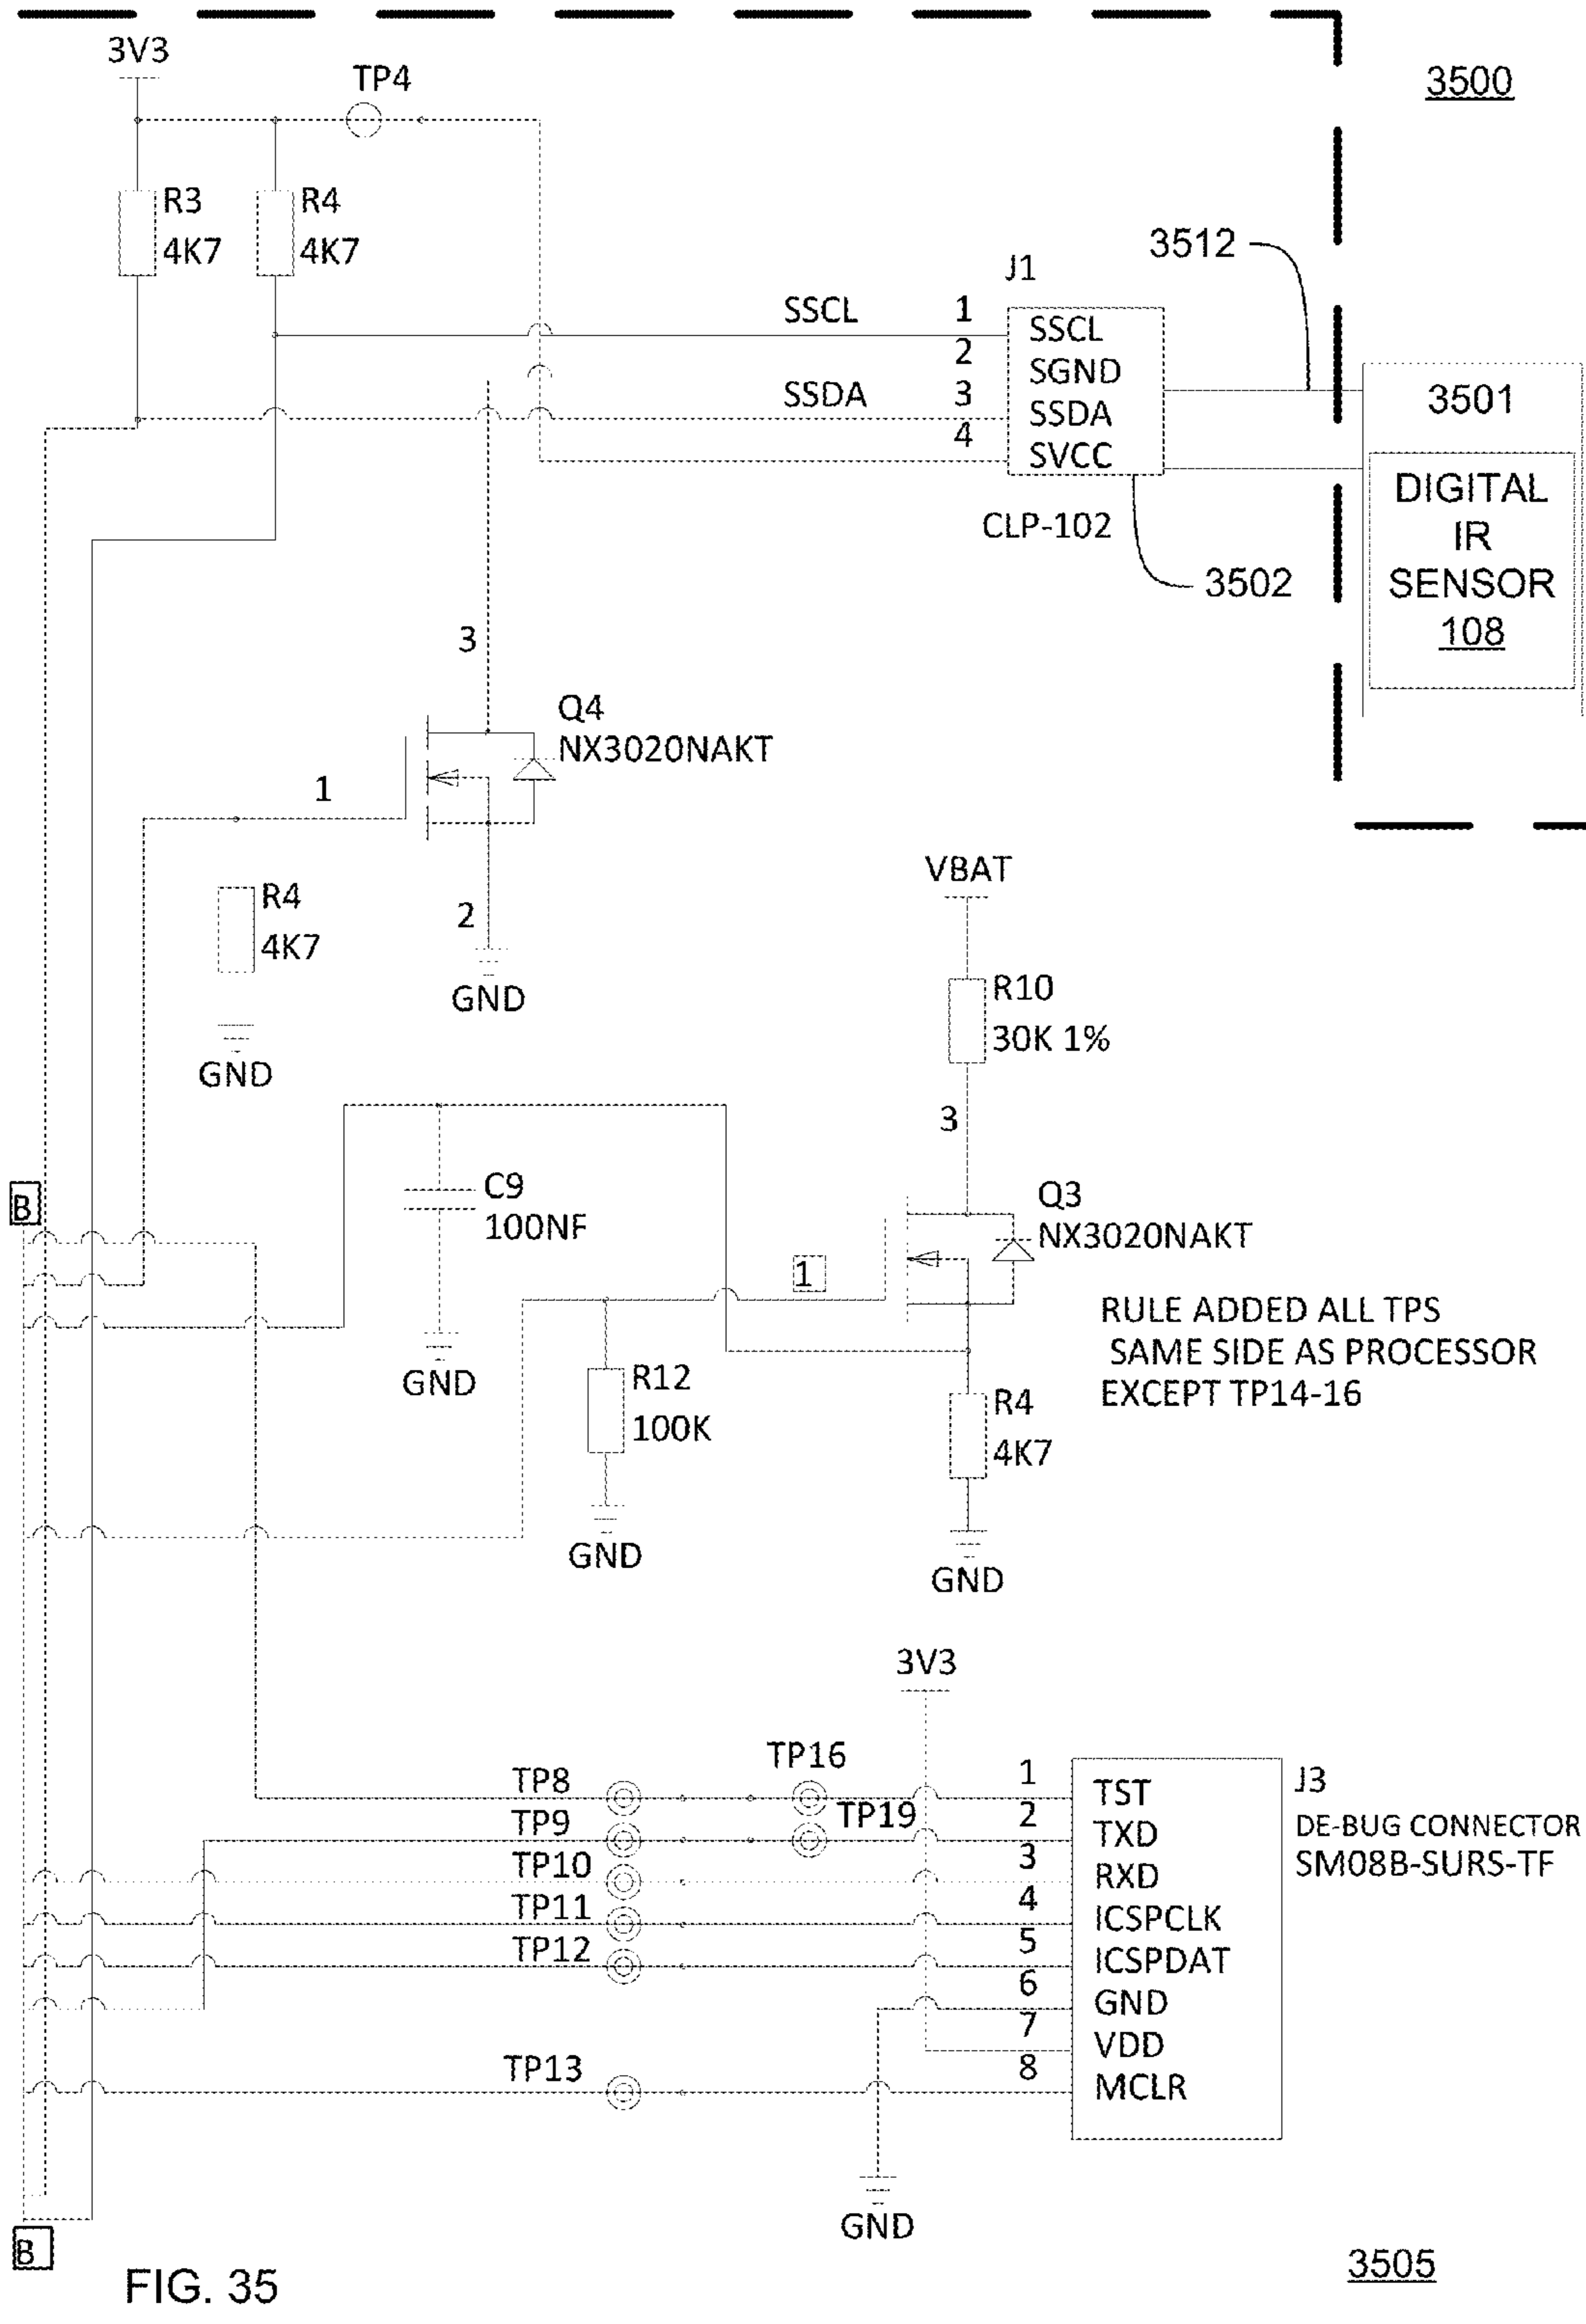 3V3
TP4
3500
R3
4K7
R4
4K7
3512
J1
SSCL
1
SSCL
2
SGND
SSDA
3
SSDA
4
SVCC
3501
CLP-102
3502
DIGITAL
IR
SENSOR
108
3
Q4
NX3020NAKT
1
2
GND
R4
4K7
GND
VBAT
R10
30K 1%
3
B
C9
100NF
GND
Q3
NX3020NAKT
1
RULE ADDED ALL TPS
SAME SIDE AS PROCESSOR
EXCEPT TP14-16
R12
100K
GND
R4
4K7
GND
3V3
TP8
TP16
1
TST
J3
TP9
TP19
2
TXD
DE-BUG CONNECTOR
TP10
3
RXD
SM08B-SURS-TF
TP11
4
ICSPCLK
TP12
5
ICSPDAT
6
GND
7
VDD
TP13
8
MCLR
GND
B
FIG. 35
3505